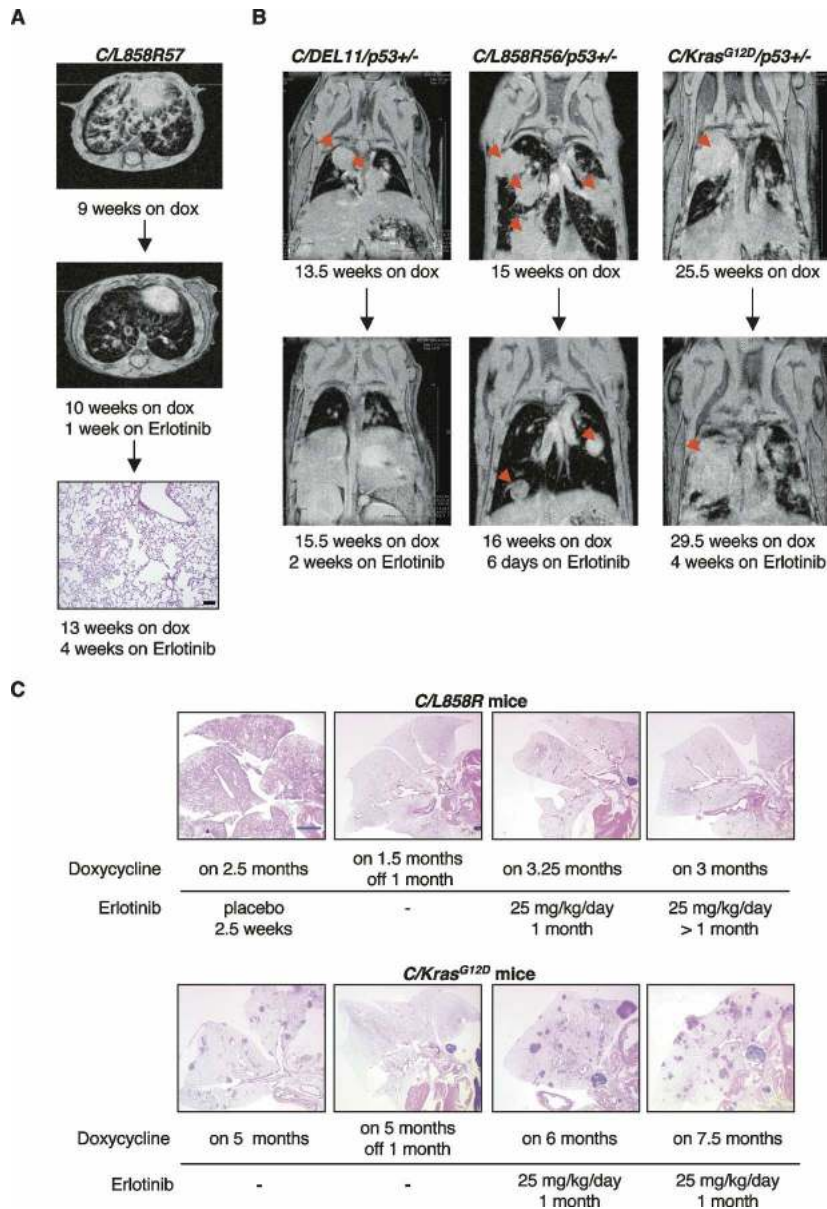 A
C/L858R57
9 weeks on dox
10 weeks on dox
1 week on Erlotinib
13 weeks on dox
4 weeks on Erlotinib
B
C/DEL11/p53+/- C/L858R56/p53+/- C/KrasG12D/p53+/-
13.5 weeks on dox 15 weeks on dox 25.5 weeks on dox
15.5 weeks on dox 16 weeks on dox 29.5 weeks on dox
2 weeks on Erlotinib 6 days on Erlotinib 4 weeks on Erlotinib
C
C/L858R mice
Doxycycline on 2.5 months on 1.5 months off 1 month on 3.25 months on 3 months
Erlotinib placebo 2.5 weeks - 25 mg/kg/day 1 month 25 mg/kg/day > 1 month
C/KrasG12D mice
Doxycycline on 5 months on 5 months off 1 month on 6 months on 7.5 months
Erlotinib - - 25 mg/kg/day 1 month 25 mg/kg/day 1 month